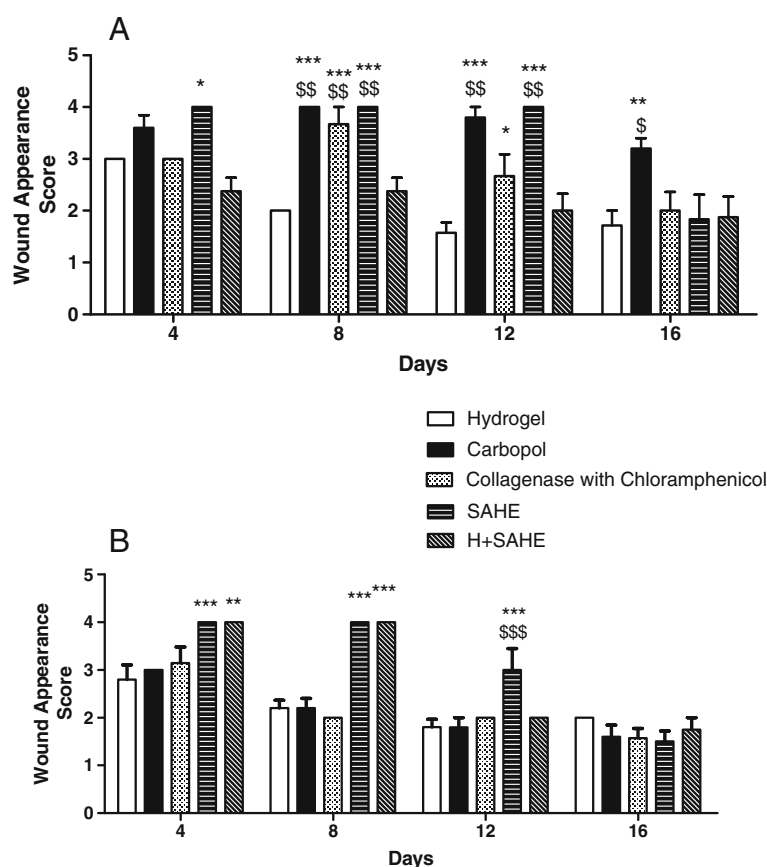 A
Wound Appearance
Score
5
4
3
2
1
0
*
***
$$
***
$$
***
$$
***
$$
*
***
$$
**
$
4 8 12 16
Days
Hydrogel
Carbopol
Collagenase with Chloramphenicol
SAHE
H+SAHE
B
Wound Appearance
Score
5
4
3
2
1
0
*** **
*** ***
***
$$$
4 8 12 16
Days